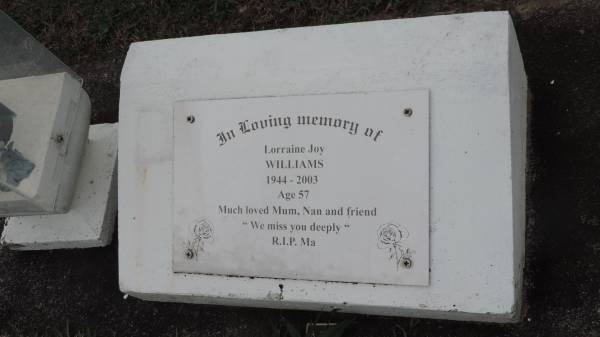 In Loving memory of
Lorraine Joy
WILLIAMS
1944 - 2003
Age 57
Much loved Mum, Nan and friend
“ We miss you deeply “
R.I.P. Ma